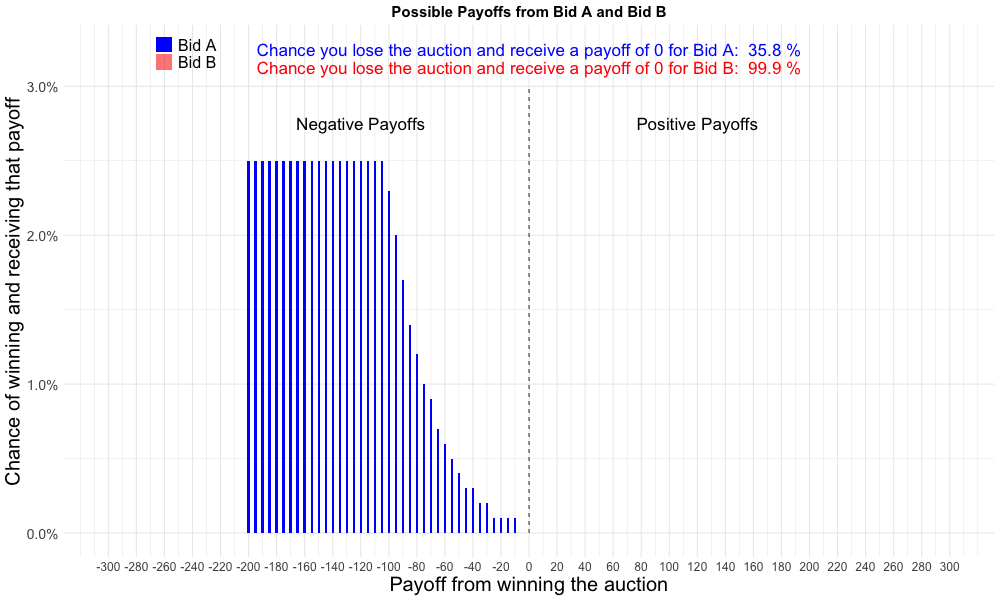 Possible Payoffs from Bid A and Bid B
Bid A
Bid B
Chance you lose the auction and receive a payoff of 0 for Bid A: 35.8 %
Chance you lose the auction and receive a payoff of 0 for Bid B: 99.9 %
Negative Payoffs
Positive Payoffs
Chance of winning and receiving that payoff
3.0%
2.0%
1.0%
0.0%
-300 -280 -260 -240 -220 -200 -180 -160 -140 -120 -100 -80 -60 -40 -20 0 20 40 60 80 100 120 140 160 180 200 220 240 260 280 300
Payoff from winning the auction